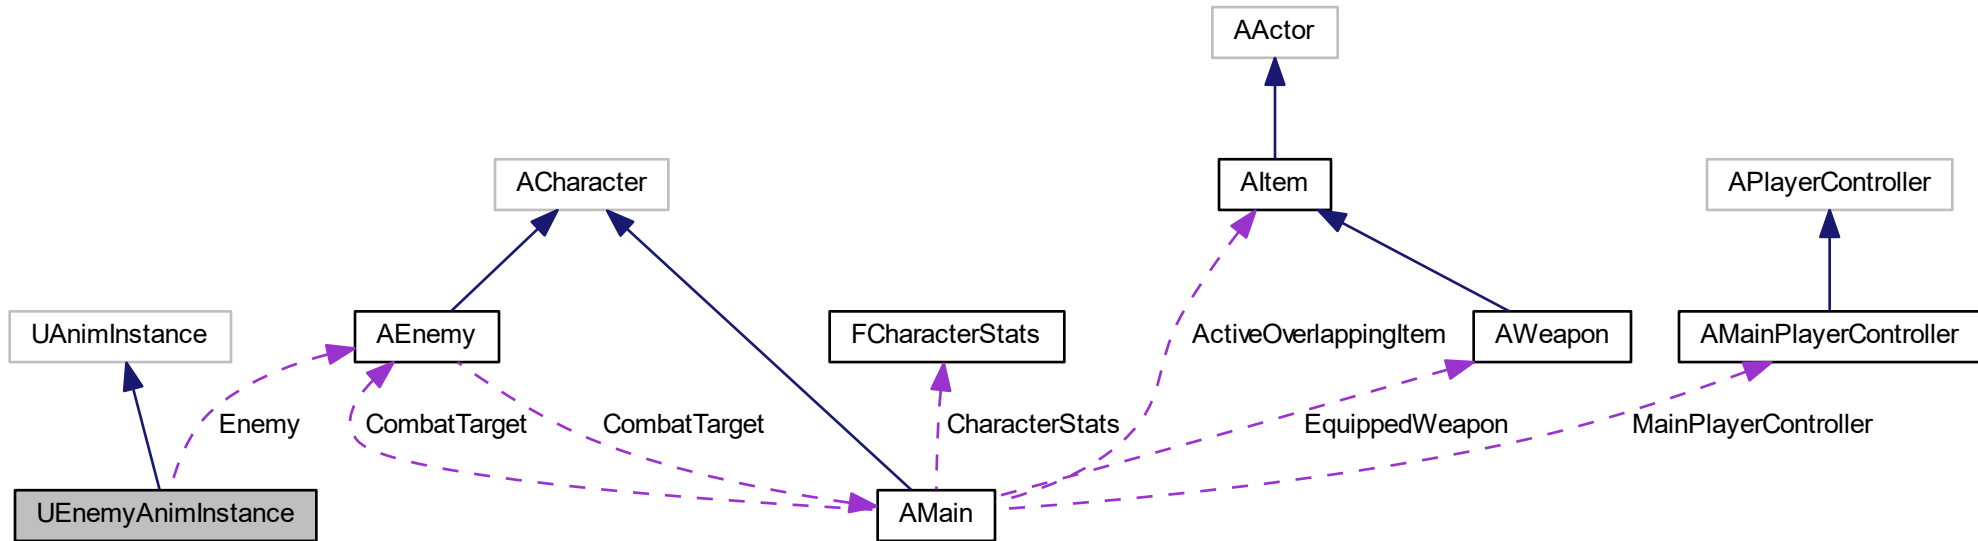 AActor
ACharacter
AItem
APlayerController
UAnimInstance
AEnemy
FCharacterStats
ActiveOverlappingItem
AWeapon
AMainPlayerController
Enemy
CombatTarget
CombatTarget
CharacterStats
EquippedWeapon
MainPlayerController
UEnemyAnimInstance
AMain